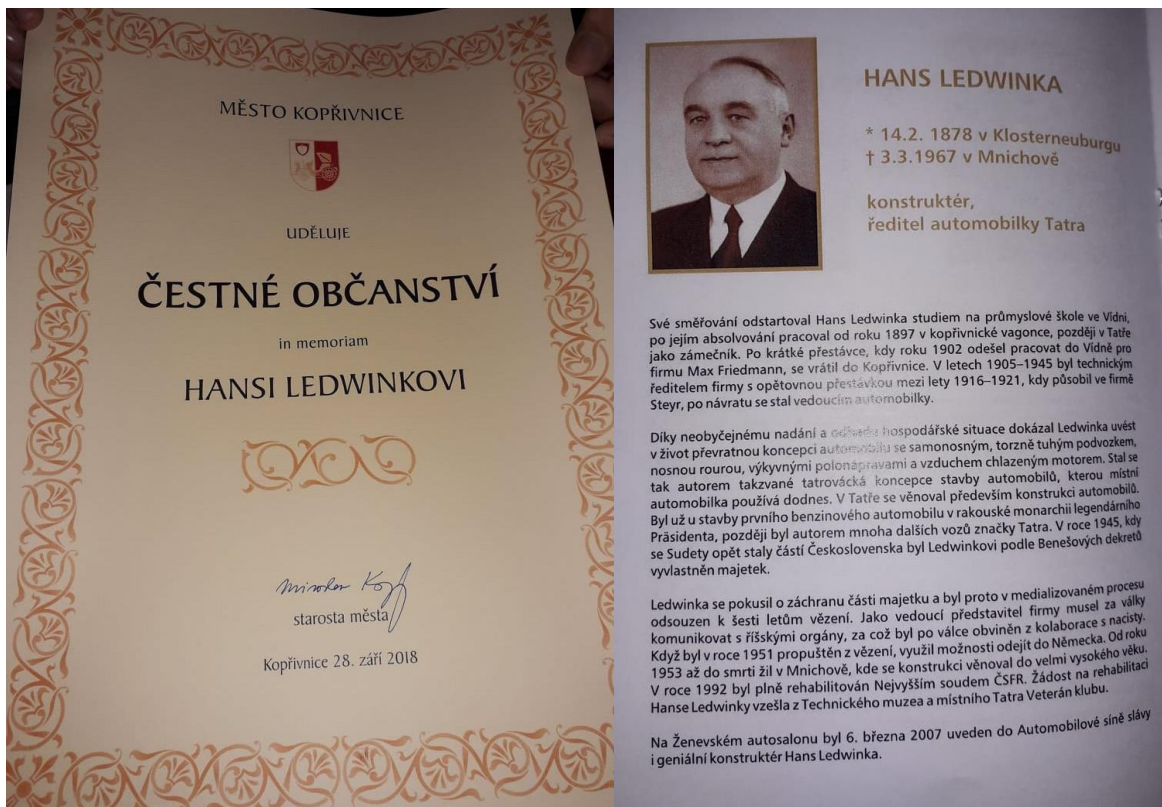 MĚSTO KOPŘIVNICE
UDĚLUJE
ČESTNÉ OBČANSTVÍ
in memoriam
HANSI LEDWINKOVI
starosta města
Kopřivnice 28. září 2018
HANS LEDWINKA
* 14.2. 1878 v Klosterneuburgu
† 3.3.1967 v Mnichově
konstruktér,
ředitel automobilky Tatra
Své směřování odstartoval Hans Ledwinka studiem na průmyslové škole ve Vídni,
po jejím absolvování pracoval od roku 1897 v kopřivnické vagonce, později v Tatře
jako zámečník. Po krátké přestávce, kdy roku 1902 odešel pracovat do Vídně pro
firmu Max Friedmann, se vrátil do Kopřivnice. V letech 1905–1945 byl technickým
ředitelem firmy s opětovnou přestávkou mezi lety 1916–1921, kdy působil ve firmě
Steyr, po návratu se stal vedoucím automobilky.
Díky neobyčejnému nadání a hospodářské situace dokázal Ledwinka uvést
v život převratnou koncepci automobilu se samonosným, torzně tuhým podvozkem,
nosnou rourou, výkyvnými polonápravami a vzduchem chlazeným motorem. Stal se
tak autorem takzvané tatrovácká koncepce stavby automobilů, kterou místní
automobilka používá dodnes. V Tatře se věnoval především konstrukci automobilů.
Byl už u stavby prvního benzinového automobilu v rakouské monarchii legendárního
Präsidenta, později byl autorem mnoha dalších vozů značky Tatra. V roce 1945, kdy
se Sudety opět staly částí Československa byl Ledwinkovi podle Benešových dekretů
vyvlastněn majetek.
Ledwinka se pokusil o záchranu části majetku a byl proto v medializovaném procesu
odsouzen k šesti letům vězení. Jako vedoucí představitel firmy musel za války
komunikovat s říšskými orgány, za což byl po válce obviněn z kolaborace s nacisty.
Když byl v roce 1951 propuštěn z vězení, využil možnosti odejít do Německa. Od roku
1953 až do smrti žil v Mnichově, kde se konstrukci věnoval do velmi vysokého věku.
V roce 1992 byl plně rehabilitován Nejvyšším soudem ČSFR. Žádost na rehabilitaci
Hanse Ledwinky vzešla z Technického muzea a místního Tatra Veterán klubu.
Na Ženevském autosalonu byl 6. března 2007 uveden do Automobilové síně slávy
i geniální konstruktér Hans Ledwinka.